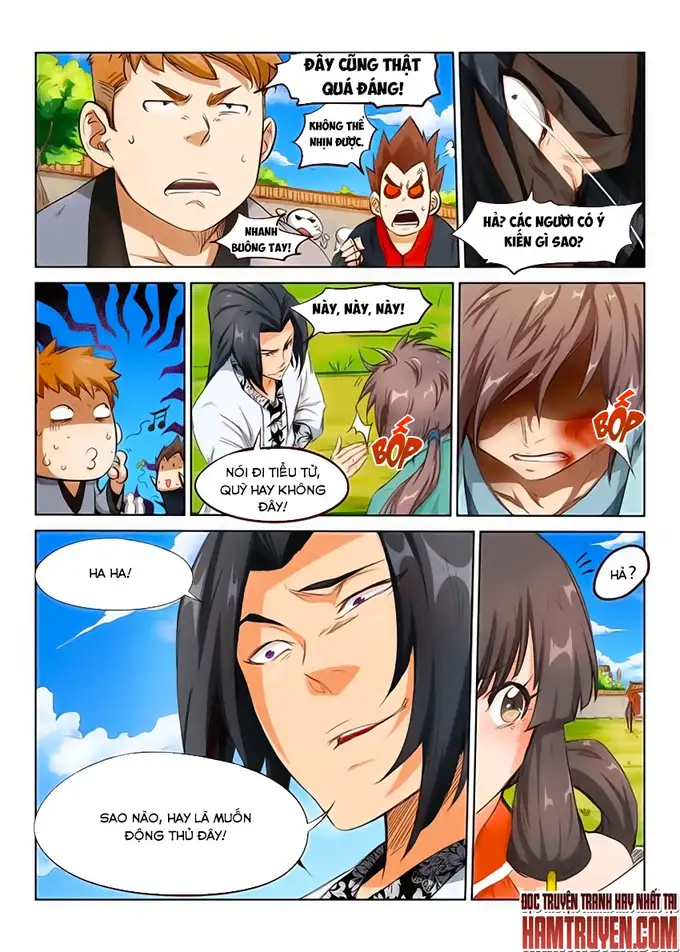 ĐÂY CŨNG THẬT
QUÁ ĐÁNG!
KHÔNG THỂ
NHỊN ĐƯỢC.
NHANH
BUÔNG TAY!
HẢ? CÁC NGƯƠI CÓ Ý
KIẾN GÌ SAO?
NÀY, NÀY, NÀY!
BỐP
NÓI ĐI TIỂU TỬ,
QUỲ HAY KHÔNG
ĐÂY!
BỐP
HA HA!
HẢ?
SAO NÀO, HAY LÀ MUỐN
ĐỘNG THỦ ĐÂY!
ĐỌC TRUYỆN TRANH HAY NHẤT TẠI
HAMTRUYEN.COM